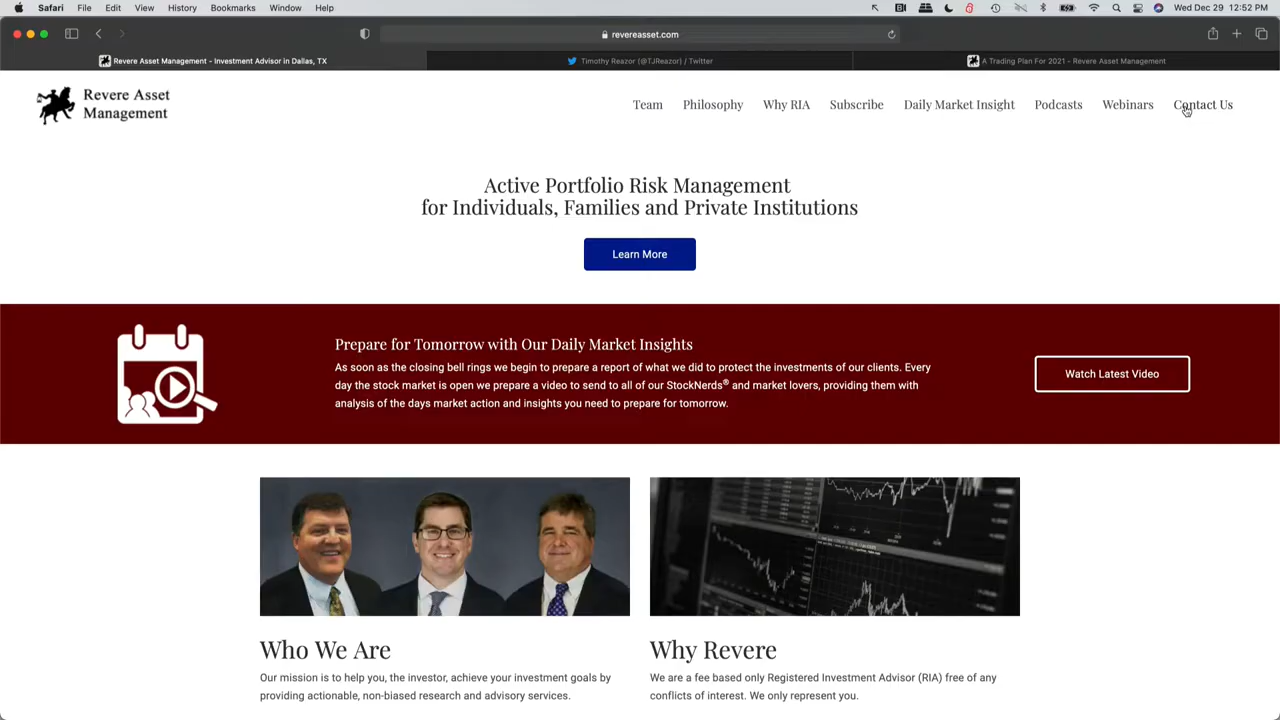 Safari File Edit View History Bookmarks Window Help Wed Dec 29 12:52 PM
revereasset.com
Revere Asset Management - Investment Advisor in Dallas, TX
Timothy Reazor (@TJReazor) / Twitter
A Trading Plan For 2021 - Revere Asset Management
Revere Asset
Management
Team Philosophy Why RIA Subscribe Daily Market Insight Podcasts Webinars Contact Us
Active Portfolio Risk Management
for Individuals, Families and Private Institutions
Learn More
Prepare for Tomorrow with Our Daily Market Insights
As soon as the closing bell rings we begin to prepare a report of what we did to protect the investments of our clients. Every
day the stock market is open we prepare a video to send to all of our StockNerds® and market lovers, providing them with
analysis of the days market action and insights you need to prepare for tomorrow.
Watch Latest Video
Who We Are
Our mission is to help you, the investor, achieve your investment goals by
providing actionable, non-biased research and advisory services.
Why Revere
We are a fee based only Registered Investment Advisor (RIA) free of any
conflicts of interest. We only represent you.